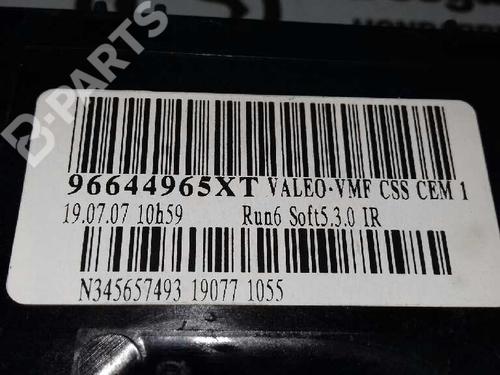 B-PARTS
96644965XT VALEO-VMF CSS CEM 1
19.07.07 10h59 Run6 Soft5.3.0 IR
N345657493 19077 1055